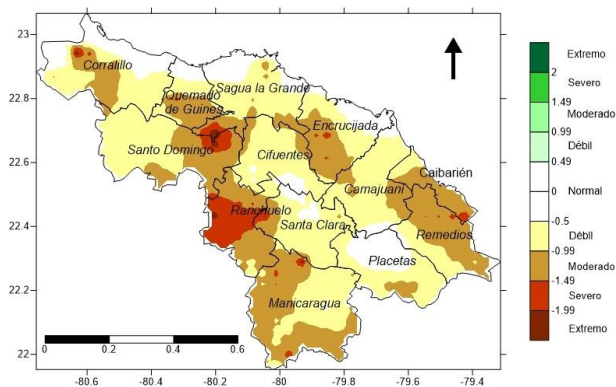 23
22.8
22.6
22.4
22.2
22
-80.6
-80.4
-80.2
-80
-79.8
-79.6
-79.4
Corralillo
Quemado
de Guines
Sagua la Grande
Encrucijada
Santo Domingo
Cifuentes
Caibarién
Camajuani
Ranchuelo
Santa Clara
Remedios
Placetas
Manicaragua
0
0.2
0.4
0.6
Extremo
2
Severo
1.49
Moderado
0.99
Débil
0.49
Normal
-0.5
Débil
-0.99
Moderado
-1.49
Severo
-1.99
Extremo